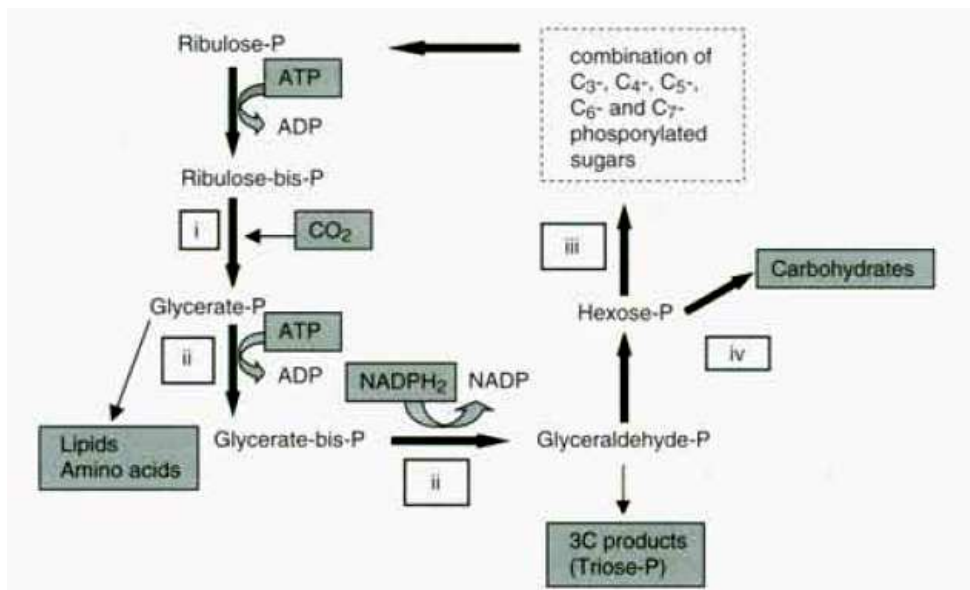 Ribulose-P
ATP
ADP
Ribulose-bis-P
i
CO₂
Glycerate-P
ii
ATP
ADP
Lipids
Amino acids
Glycerate-bis-P
NADPH₂
NADP
ii
Glyceraldehyde-P
3C products
(Triose-P)
Hexose-P
iv
Carbohydrates
iii
combination of
C₃-, C₄-, C₅-,
C₆- and C₇-
phosporylated
sugars